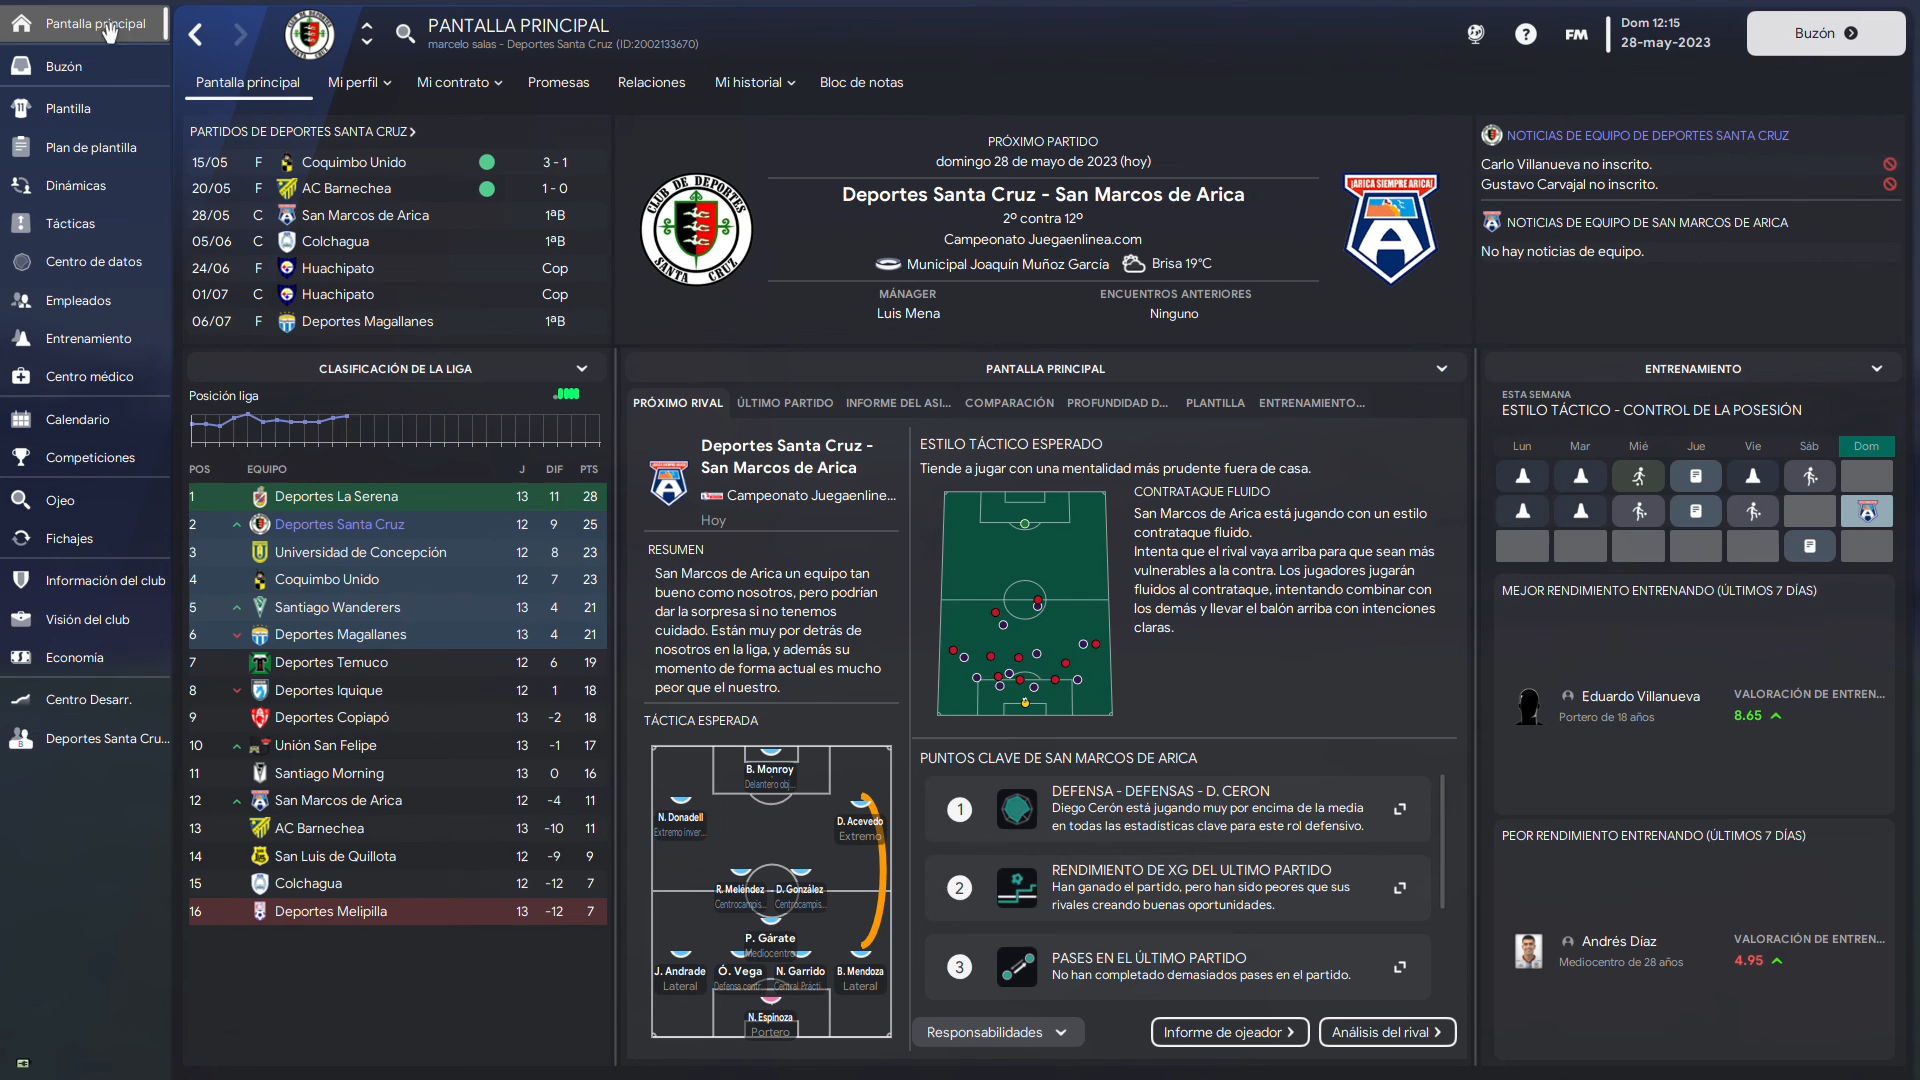 Pantalla principal
Buzón
Plantilla
Plan de plantilla
Dinámicas
Tácticas
Centro de datos
Empleados
Entrenamiento
Centro médico
Calendario
Competiciones
Ojeo
Fichajes
Información del club
Visión del club
Economía
Centro Desarr.
Deportes Santa Cru...
PANTALLA PRINCIPAL
marcelo salas - Deportes Santa Cruz (ID:2002133670)
FM
Dom 12:15
28-may-2023
Buzón
Pantalla principal Mi perfil Mi contrato Promesas Relaciones Mi historial Bloc de notas
PARTIDOS DE DEPORTES SANTA CRUZ
15/05 F Coquimbo Unido 3 - 1
20/05 F AC Barnechea 1 - 0
28/05 C San Marcos de Arica 1ªB
05/06 C Colchagua 1ªB
24/06 F Huachipato Cop
01/07 C Huachipato Cop
06/07 F Deportes Magallanes 1ªB
CLUB DE DEPORTES
SANTA CRUZ
PRÓXIMO PARTIDO
domingo 28 de mayo de 2023 (hoy)
Deportes Santa Cruz - San Marcos de Arica
2º contra 12º
Campeonato Juegaenlinea.com
Municipal Joaquín Muñoz García Brisa 19°C
MÁNAGER
Luis Mena
ENCUENTROS ANTERIORES
Ninguno
¡ARICA SIEMPRE ARICA!
NOTICIAS DE EQUIPO DE DEPORTES SANTA CRUZ
Carlo Villanueva no inscrito.
Gustavo Carvajal no inscrito.
NOTICIAS DE EQUIPO DE SAN MARCOS DE ARICA
No hay noticias de equipo.
CLASIFICACIÓN DE LA LIGA
Posición liga
POS EQUIPO J DIF PTS
1 Deportes La Serena 13 11 28
2 Deportes Santa Cruz 12 9 25
3 Universidad de Concepción 12 8 23
4 Coquimbo Unido 12 7 23
5 Santiago Wanderers 13 4 21
6 Deportes Magallanes 13 4 21
7 Deportes Temuco 12 6 19
8 Deportes Iquique 12 1 18
9 Deportes Copiapó 13 -2 18
10 Unión San Felipe 13 -1 17
11 Santiago Morning 13 0 16
12 San Marcos de Arica 12 -4 11
13 AC Barnechea 13 -10 11
14 San Luis de Quillota 12 -9 9
15 Colchagua 12 -12 7
16 Deportes Melipilla 13 -12 7
PANTALLA PRINCIPAL
PRÓXIMO RIVAL ÚLTIMO PARTIDO INFORME DEL ASI... COMPARACIÓN PROFUNDIDAD D... PLANTILLA ENTRENAMIENTO...
Deportes Santa Cruz -
San Marcos de Arica
Campeonato Juegaenline...
Hoy
RESUMEN
San Marcos de Arica un equipo tan
bueno como nosotros, pero podrían
dar la sorpresa si no tenemos
cuidado. Están muy por detrás de
nosotros en la liga, y además su
momento de forma actual es mucho
peor que el nuestro.
TÁCTICA ESPERADA
B. Monroy
Delantero obj...
N. Donadell
Extremo inver...
D. Acevedo
Extremo
R. Meléndez
Centrocampis...
D. González
Centrocampis...
P. Gárate
Mediocentro
J. Andrade
Lateral
Ó. Vega
Defensa centr...
N. Garrido
Central Prácti...
B. Mendoza
Lateral
N. Espinoza
Portero
ESTILO TÁCTICO ESPERADO
Tiende a jugar con una mentalidad más prudente fuera de casa.
CONTRATAQUE FLUIDO
San Marcos de Arica está jugando con un estilo
contraque fluido.
Intenta que el rival vaya arriba para que sean más
vulnerables a la contra. Los jugadores jugarán
fluidos al contrataque, intentando combinar con
los demás y llevar el balón arriba con intenciones
claras.
PUNTOS CLAVE DE SAN MARCOS DE ARICA
1
DEFENSA - DEFENSAS - D. CERON
Diego Cerón está jugando muy por encima de la media
en todas las estadísticas clave para este rol defensivo.
2
RENDIMIENTO DE XG DEL ULTIMO PARTIDO
Han ganado el partido, pero han sido peores que sus
rivales creando buenas oportunidades.
3
PASES EN EL ÚLTIMO PARTIDO
No han completado demasiados pases en el partido.
Responsabilidades
Informe de ojeador
Análisis del rival
ENTRENAMIENTO
ESTA SEMANA
ESTILO TÁCTICO - CONTROL DE LA POSESIÓN
Lun Mar Mié Jue Vie Sáb Dom
MEJOR RENDIMIENTO ENTRENANDO (ÚLTIMOS 7 DÍAS)
Eduardo Villanueva
Portero de 18 años
VALORACIÓN DE ENTREN...
8.65
PEOR RENDIMIENTO ENTRENANDO (ÚLTIMOS 7 DÍAS)
Andrés Díaz
Mediocentro de 28 años
VALORACIÓN DE ENTREN...
4.95